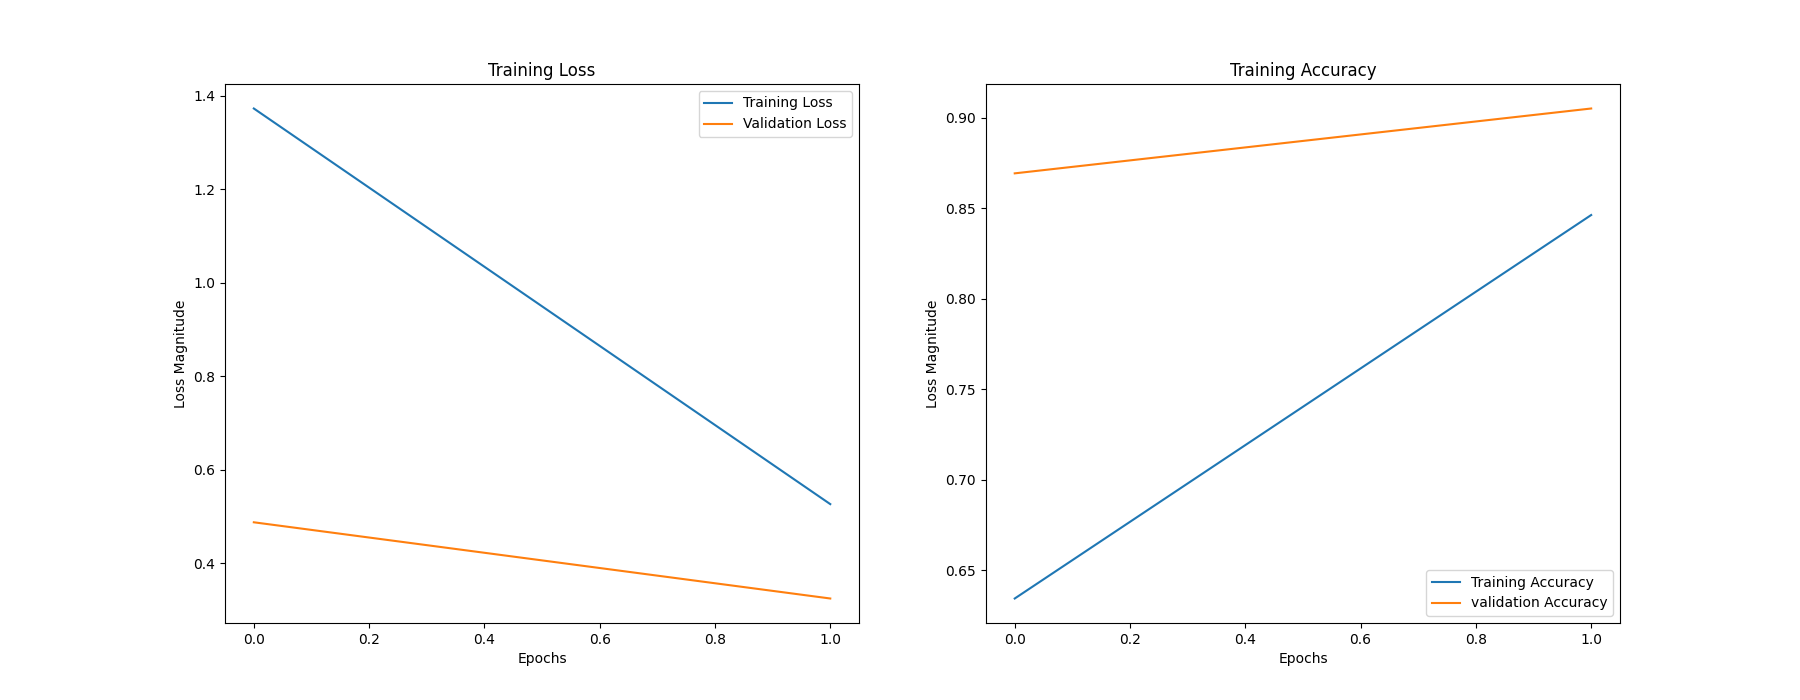 Training Loss
Training Loss
Validation Loss
1.4
1.2
1.0
0.8
0.6
0.4
Loss Magnitude
0.0 0.2 0.4 0.6 0.8 1.0
Epochs
Training Accuracy
0.90
0.85
0.80
0.75
0.70
0.65
Loss Magnitude
Training Accuracy
validation Accuracy
0.0 0.2 0.4 0.6 0.8 1.0
Epochs